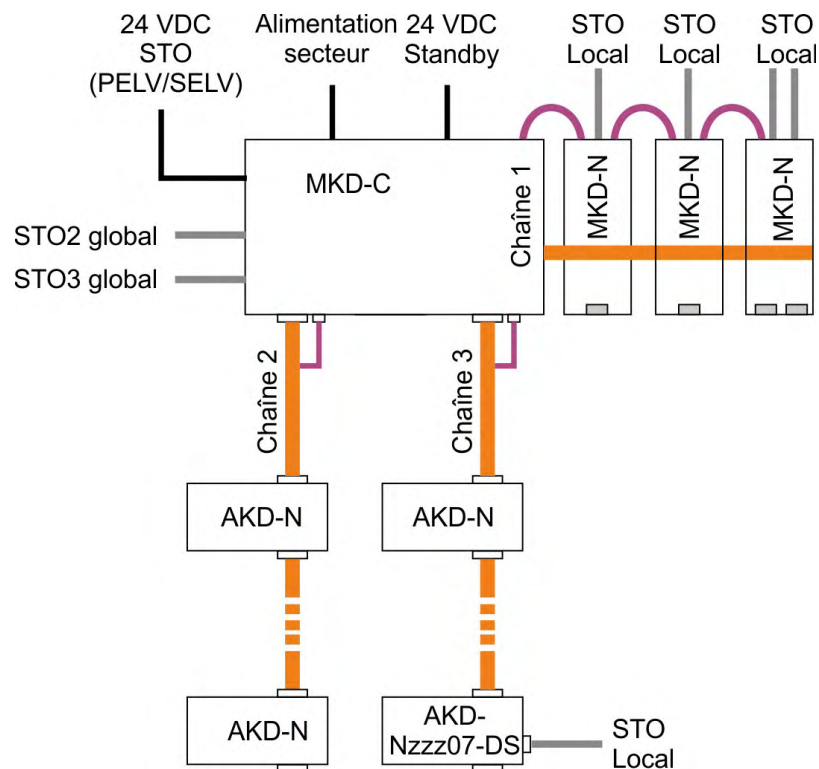 24 VDC
STO
(PELV/SELV)
Alimentation
secteur
24 VDC
Standby
STO
Local
STO
Local
STO
Local
MKD-C
Chaîne 1
MKD-N
MKD-N
MKD-N
STO2 global
STO3 global
Chaîne 2
Chaîne 3
AKD-N
AKD-N
AKD-N
AKD-
Nzzz07-DS
STO
Local